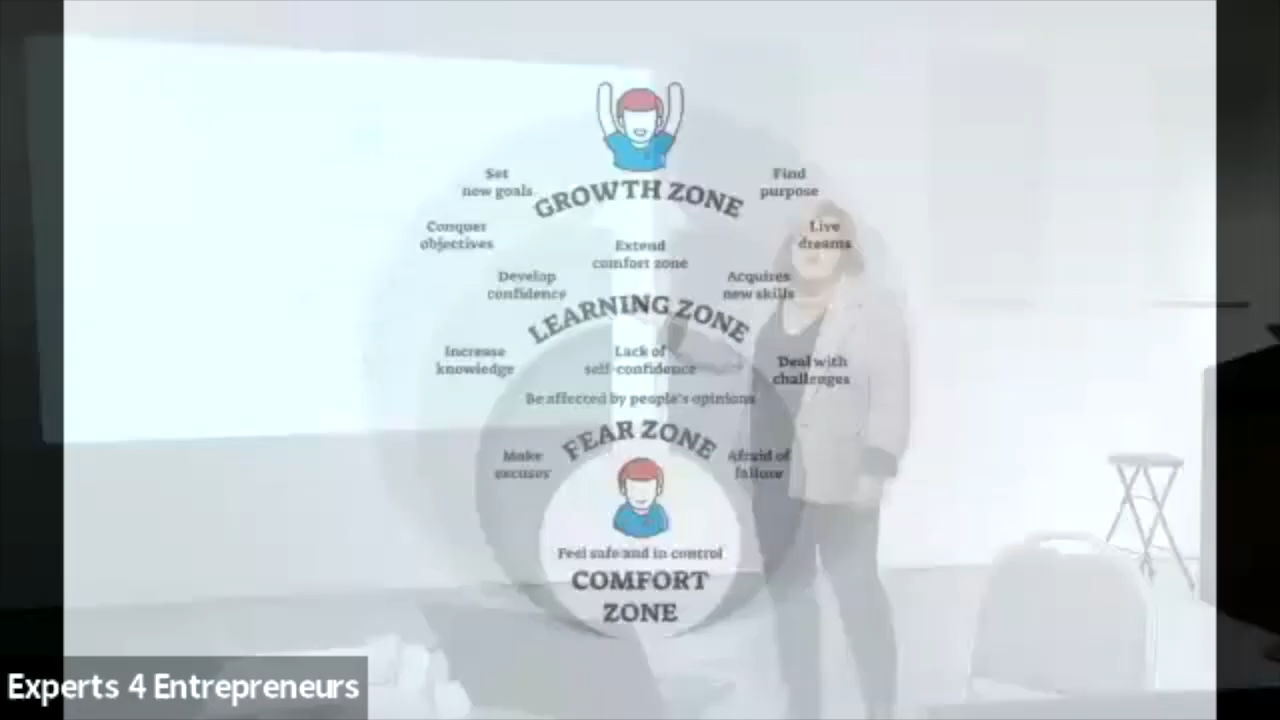 Set
new goals
Find
purpose
GROWTH ZONE
Conquer
objectives
Live
dreams
Extend
comfort zone
Develop
confidence
Acquires
new skills
LEARNING ZONE
Increase
knowledge
Lack of
self-confidence
Deal with
challenges
Be affected by people's opinions
FEAR ZONE
Make
excuses
Afraid of
failure
Feel safe and in control
COMFORT
ZONE
Experts 4 Entrepreneurs